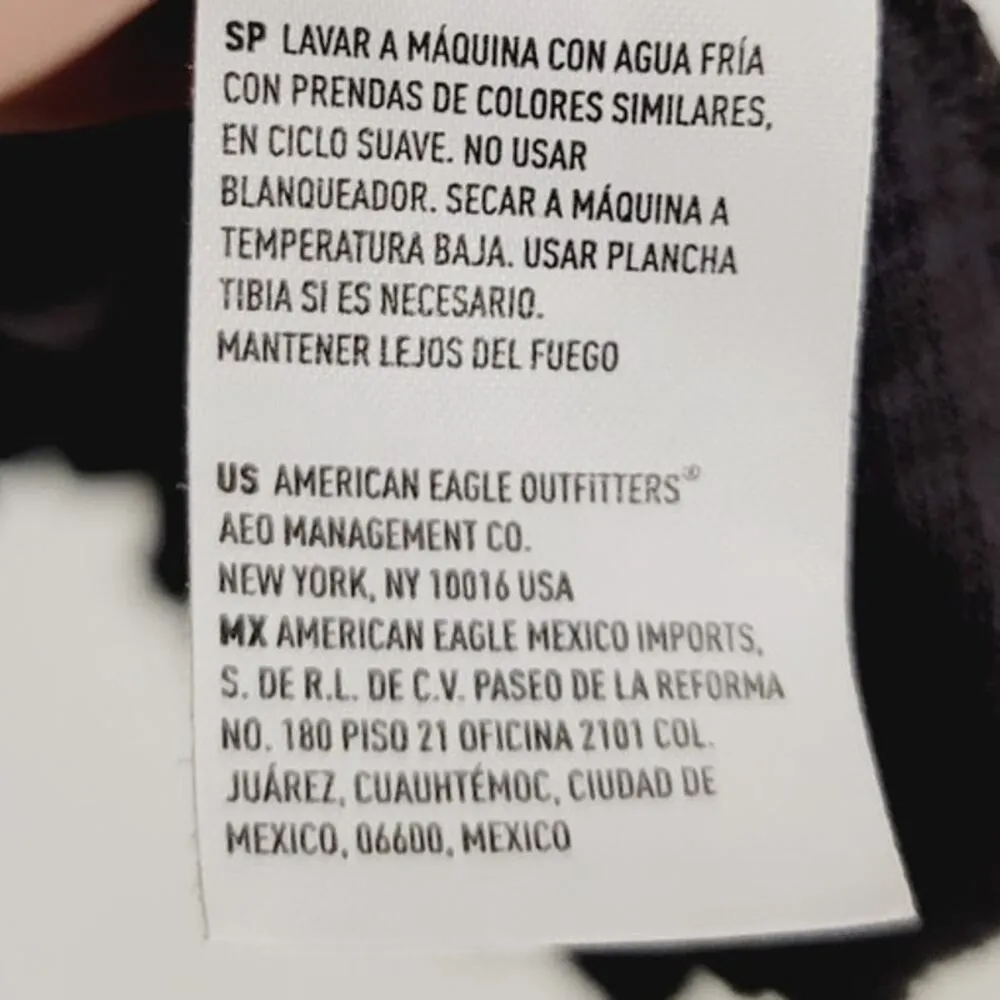 SP LAVAR A MÁQUINA CON AGUA FRÍA
CON PRENDAS DE COLORES SIMILARES,
EN CICLO SUAVE. NO USAR
BLANQUEADOR. SECAR A MÁQUINA A
TEMPERATURA BAJA. USAR PLANCHA
TIBIA SI ES NECESARIO.
MANTENER LEJOS DEL FUEGO
US AMERICAN EAGLE OUTFITTERS®
AEO MANAGEMENT CO.
NEW YORK, NY 10016 USA
MX AMERICAN EAGLE MEXICO IMPORTS,
S. DE R.L. DE C.V. PASEO DE LA REFORMA
NO. 180 PISO 21 OFICINA 2101 COL.
JUÁREZ, CUAUHTÉMOC, CIUDAD DE
MEXICO, 06600, MEXICO